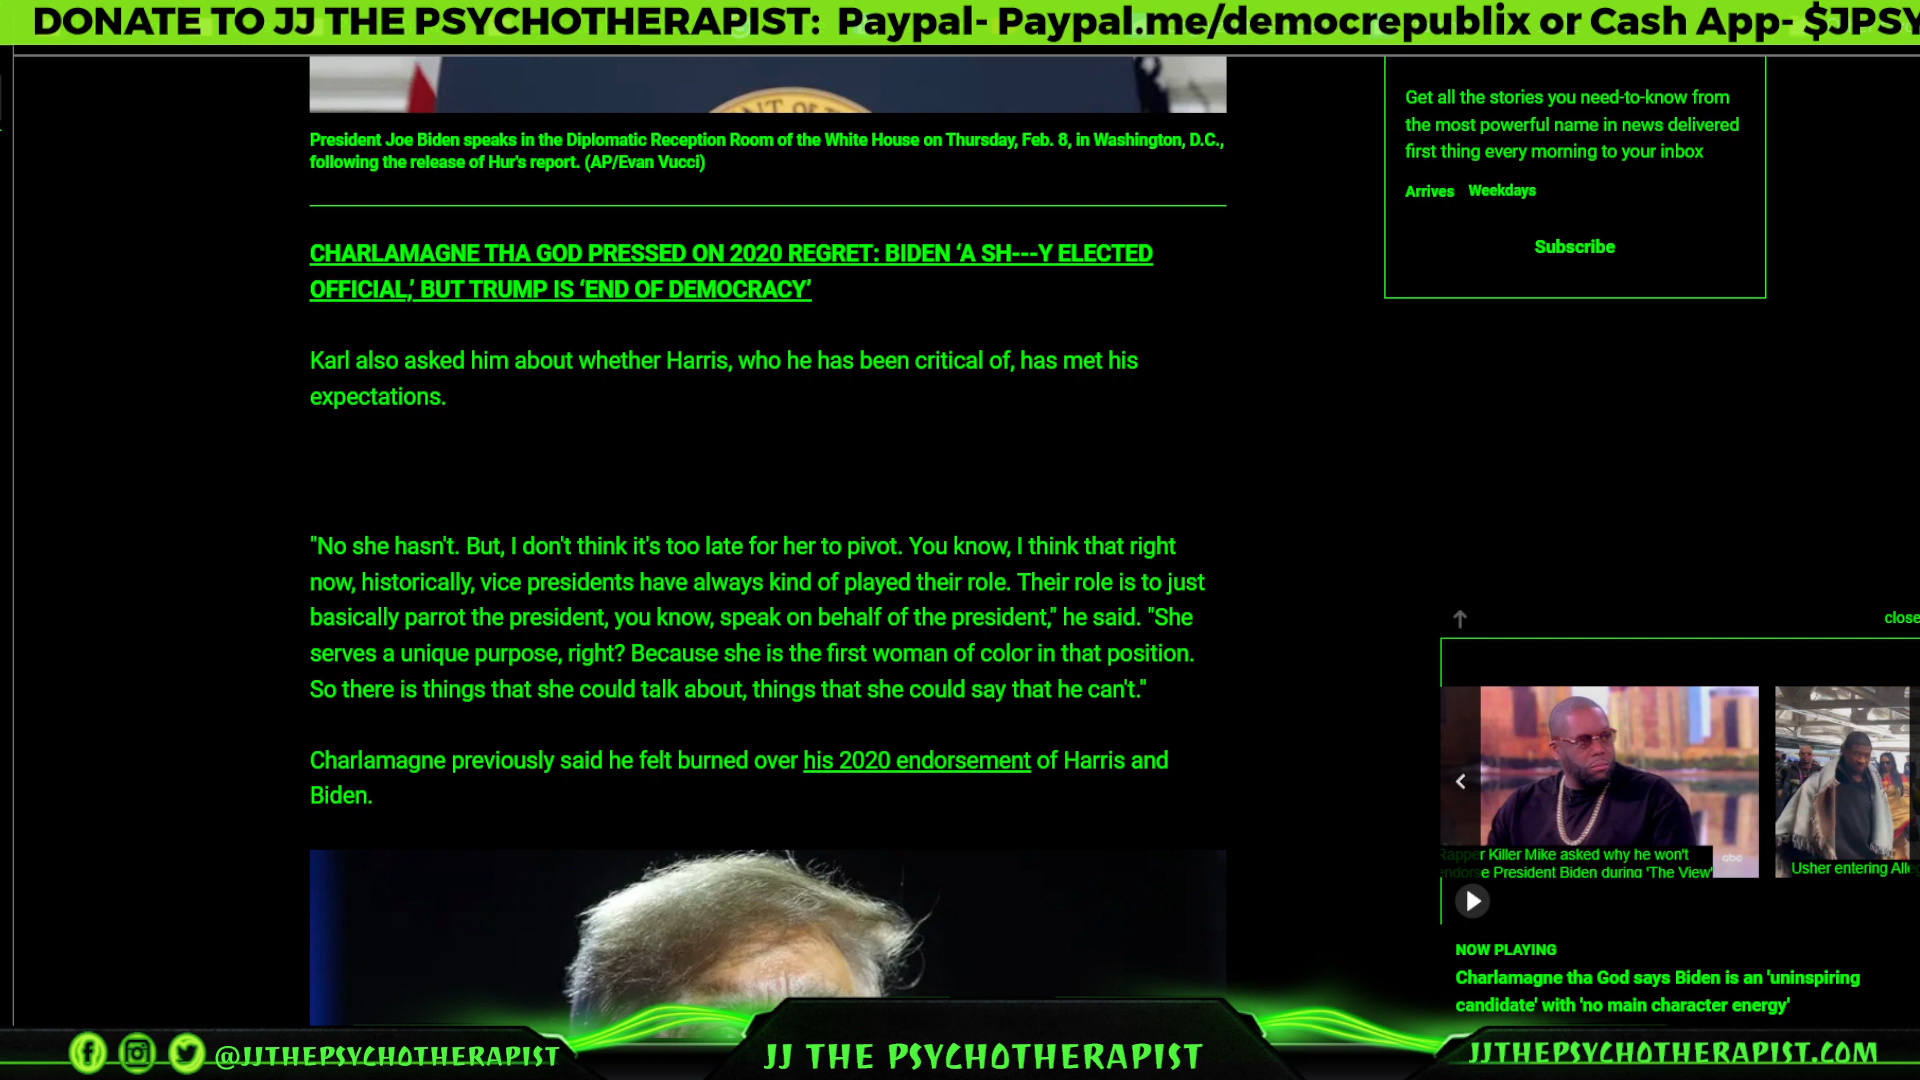 DONATE TO JJ THE PSYCHOTHERAPIST: Paypal- Paypal.me/democrepublix or Cash App- $JPSY
NT OF
President Joe Biden speaks in the Diplomatic Reception Room of the White House on Thursday, Feb. 8, in Washington, D.C.,
following the release of Hur's report. (AP/Evan Vucci)
CHARLAMAGNE THA GOD PRESSED ON 2020 REGRET: BIDEN ‘A SH---Y ELECTED
OFFICIAL,’ BUT TRUMP IS ‘END OF DEMOCRACY’
Karl also asked him about whether Harris, who he has been critical of, has met his
expectations.
"No she hasn't. But, I don't think it's too late for her to pivot. You know, I think that right
now, historically, vice presidents have always kind of played their role. Their role is to just
basically parrot the president, you know, speak on behalf of the president," he said. "She
serves a unique purpose, right? Because she is the first woman of color in that position.
So there is things that she could talk about, things that she could say that he can't."
Charlamagne previously said he felt burned over his 2020 endorsement of Harris and
Biden.
Get all the stories you need-to-know from
the most powerful name in news delivered
first thing every morning to your inbox
Arrives Weekdays
Subscribe
close
Rapper Killer Mike asked why he won't
endorse President Biden during 'The View'
abc
Usher entering Alle
NOW PLAYING
Charlamagne tha God says Biden is an 'uninspiring
candidate' with 'no main character energy'
@JJTHEPSYCHOTHERAPIST
JJ THE PSYCHOTHERAPIST
JJTHEPSYCHOTHERAPIST.COM